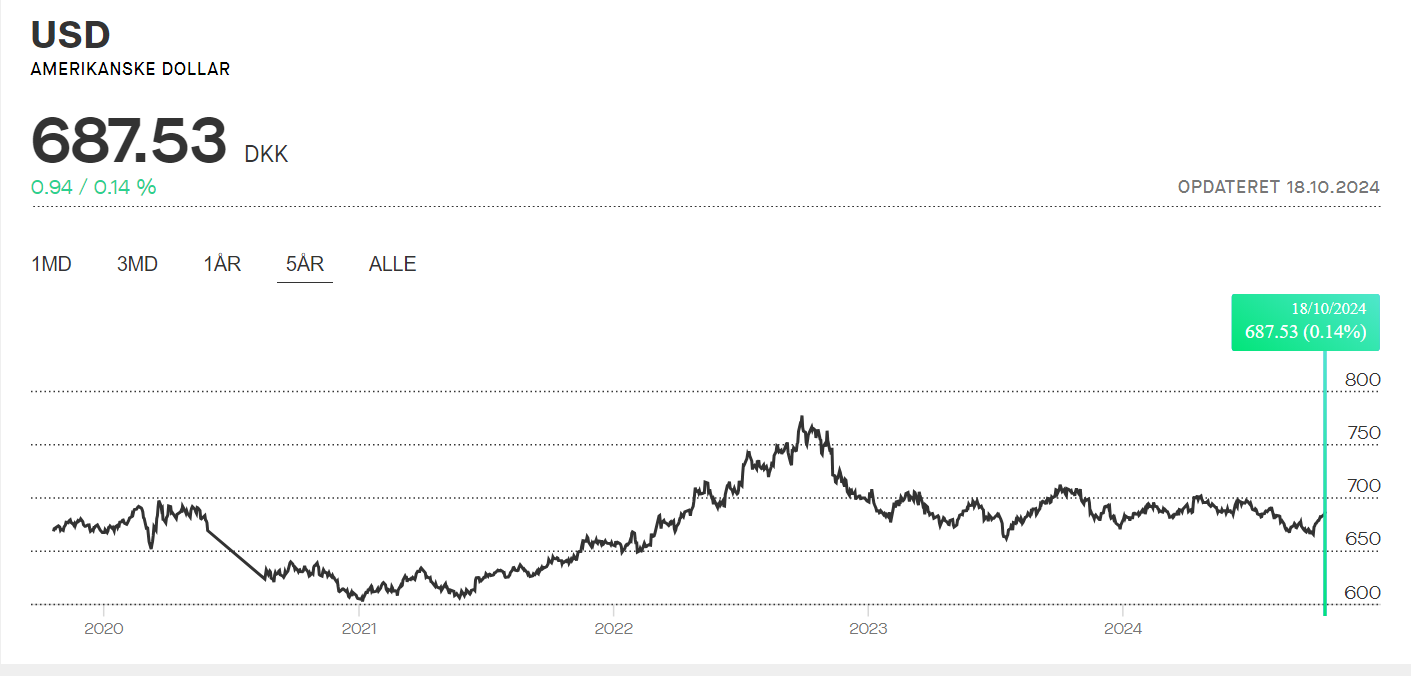 USD
AMERIKANSKE DOLLAR
687.53 DKK
0.94 / 0.14 %
OPDATERET 18.10.2024
1MD 3MD 1ÅR 5ÅR ALLE
18/10/2024
687.53 (0.14%)
800
750
700
650
600
2020 2021 2022 2023 2024